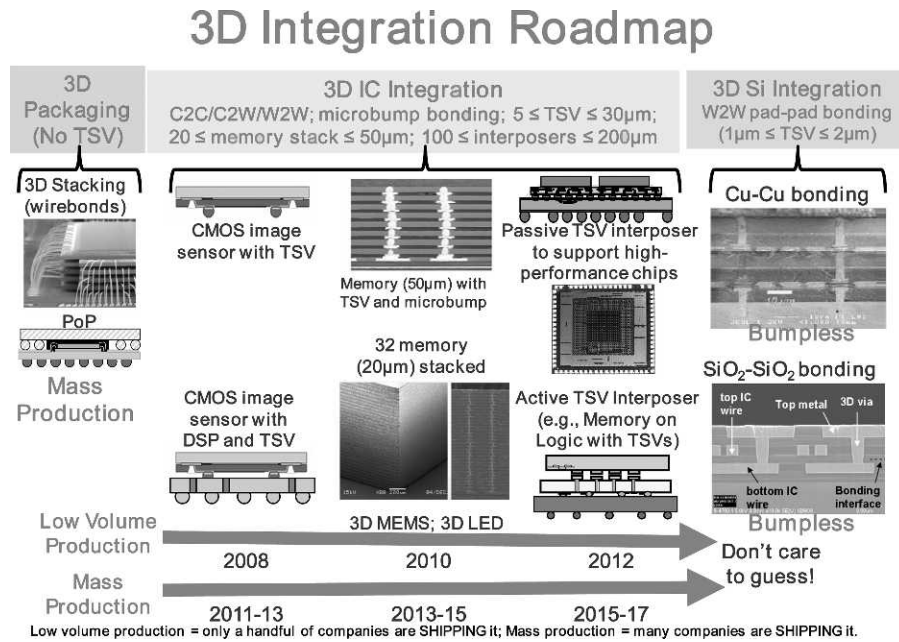 3D Integration Roadmap
3D
Packaging
(No TSV)
3D IC Integration
C2C/C2W/W2W; microbump bonding; 5 ≤ TSV ≤ 30µm;
20 ≤ memory stack ≤ 50µm; 100 ≤ interposers ≤ 200µm
3D Si Integration
W2W pad-pad bonding
(1µm ≤ TSV ≤ 2µm)
3D Stacking
(wirebonds)
PoP
Mass
Production
CMOS image
sensor with TSV
CMOS image
sensor with
DSP and TSV
Memory (50µm) with
TSV and microbump
32 memory
(20µm) stacked
3D MEMS; 3D LED
Passive TSV interposer
to support high-
performance chips
Active TSV Interposer
(e.g., Memory on
Logic with TSVs)
Cu-Cu bonding
Bumpless
SiO₂-SiO₂ bonding
top IC
wire
Top metal
3D via
bottom IC
wire
Bonding
interface
Bumpless
Low Volume
Production
2008
2010
2012
Don't care
to guess!
Mass
Production
2011-13
2013-15
2015-17
Low volume production = only a handful of companies are SHIPPING it; Mass production = many companies are SHIPPING it.